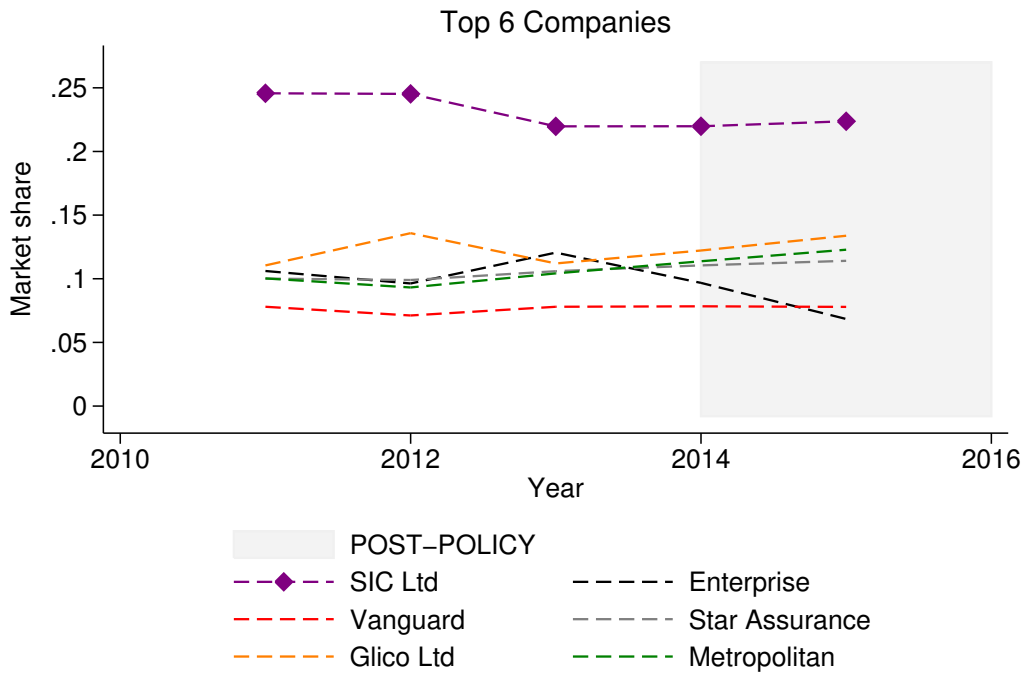 Top 6 Companies
Market share
.25
.2
.15
.1
.05
0
2010
2012
2014
2016
Year
POST−POLICY
SIC Ltd
Enterprise
Vanguard
Star Assurance
Glico Ltd
Metropolitan